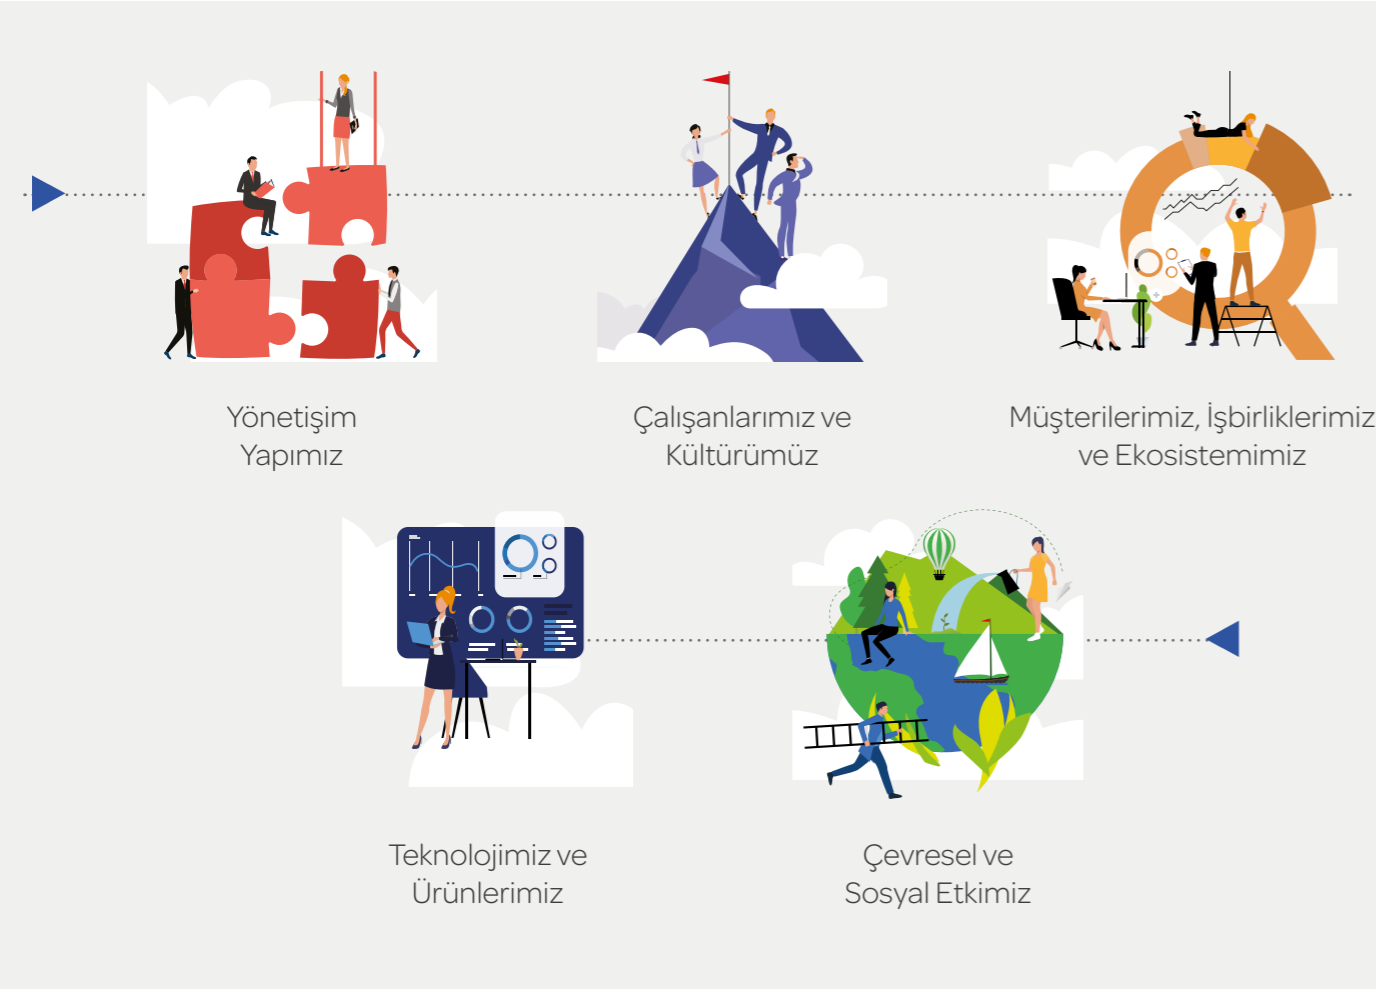 Yönetişim
Yapımız
Çalışanlarımız ve
Kültürümüz
Müşterilerimiz, İşbirliklerimiz
ve Ekosistemimiz
Teknolojimiz ve
Ürünlerimiz
Çevresel ve
Sosyal Etkimiz